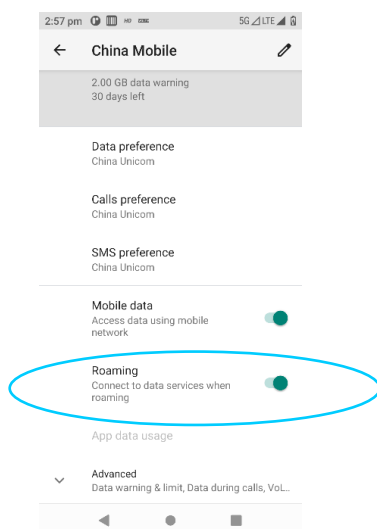 2:57 pm 5G LTE
China Mobile
2.00 GB data warning
30 days left
Data preference
China Unicom
Calls preference
China Unicom
SMS preference
China Unicom
Mobile data
Access data using mobile
network
Roaming
Connect to data services when
roaming
App data usage
Advanced
Data warning & limit, Data during calls, VoL...